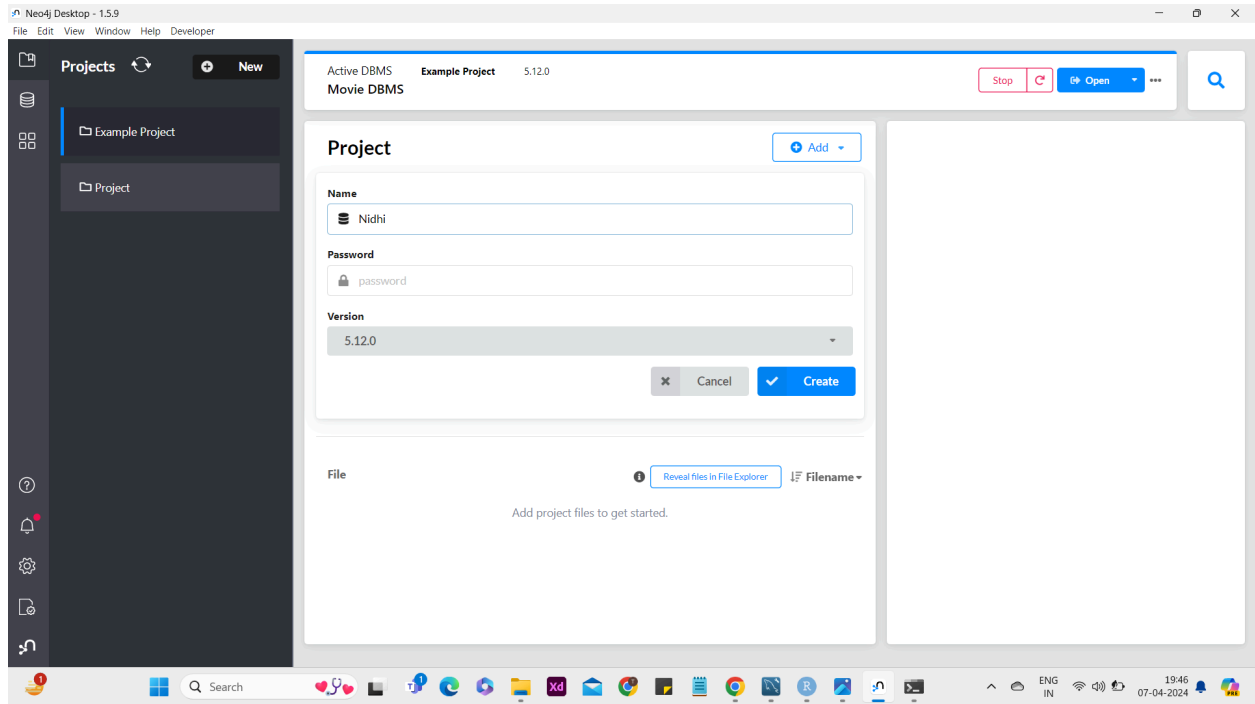 Neo4j Desktop - 1.5.9
File Edit View Window Help Developer
Projects
New
Example Project
Project
Active DBMS Example Project 5.12.0
Movie DBMS
Stop
Open
Project
Add
Name
Nidhi
Password
password
Version
5.12.0
Cancel
Create
File
Reveal files in File Explorer
Filename
Add project files to get started.
1
Search
Xd
R
PRE
ENG
IN
19:46
07-04-2024